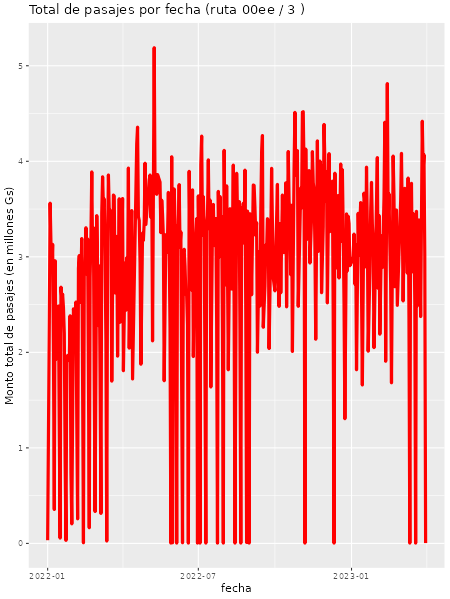 Total de pasajes por fecha (ruta 00ee / 3 )
Monto total de pasajes (en millones Gs)
5
4
3
2
1
0
2022-01 2022-07 2023-01
fecha